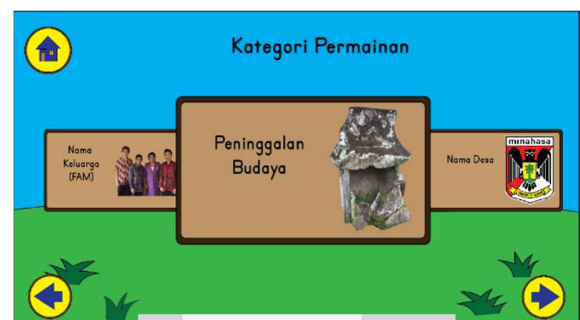 Kategori Permainan
Nama
Keluarga
(FAM)
Peninggalan
Budaya
Nama Desa
minahasa